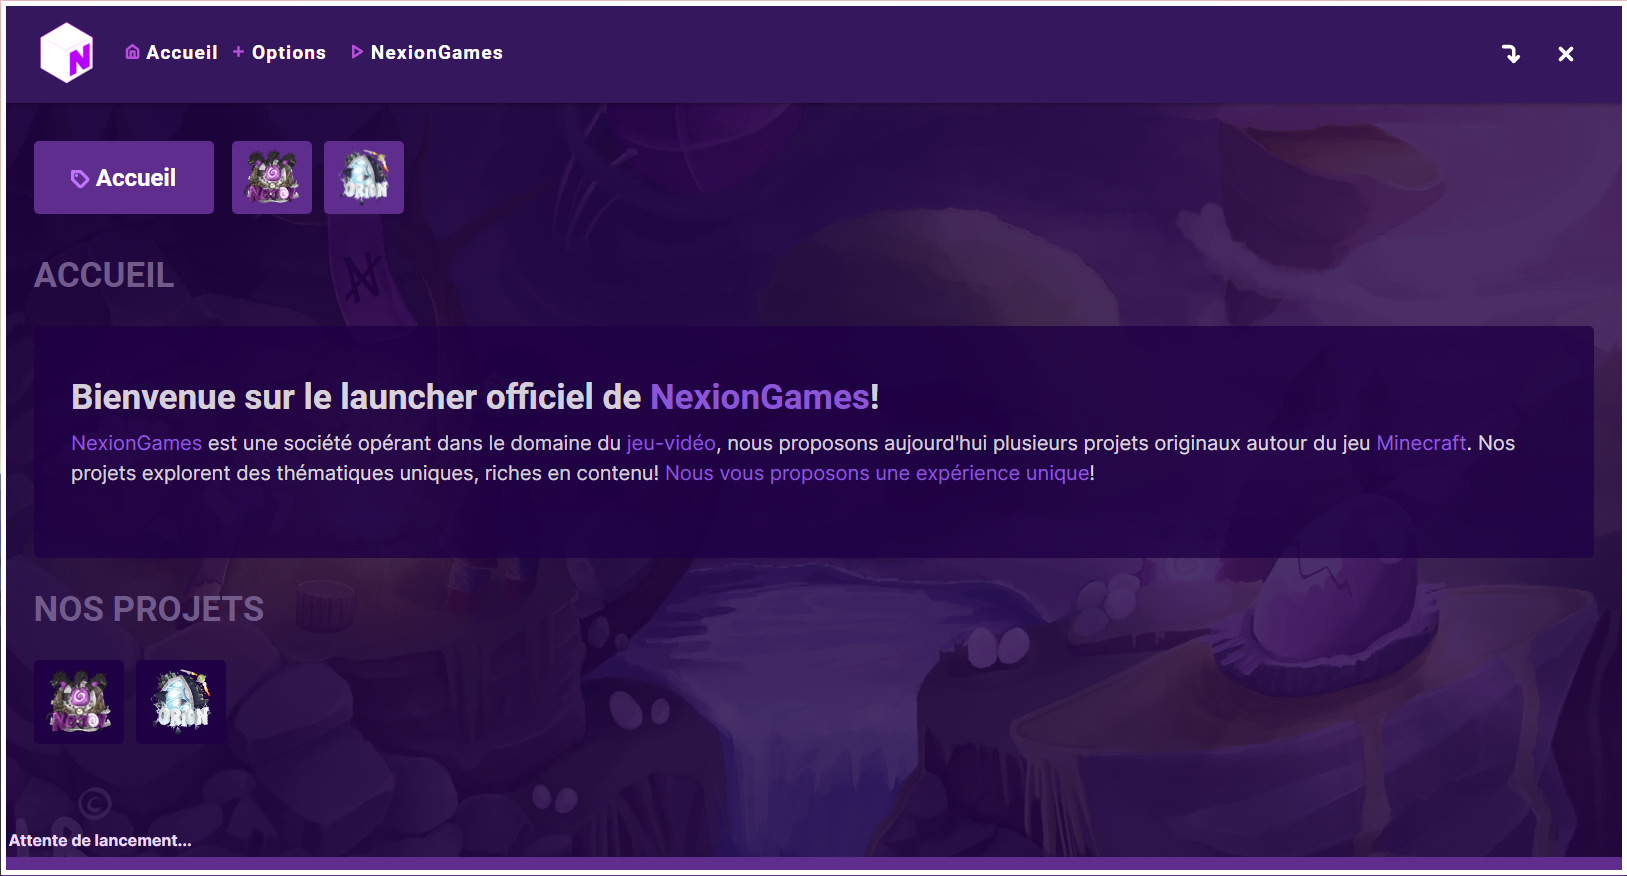 N
Accueil
Options
NexionGames
Accueil
ORION
ACCUEIL
Bienvenue sur le launcher officiel de NexionGames!
NexionGames est une société opérant dans le domaine du jeu-vidéo, nous proposons aujourd'hui plusieurs projets originaux autour du jeu Minecraft. Nos
projets explorent des thématiques uniques, riches en contenu! Nous vous proposons une expérience unique!
NOS PROJETS
ORION
©
Attente de lancement...